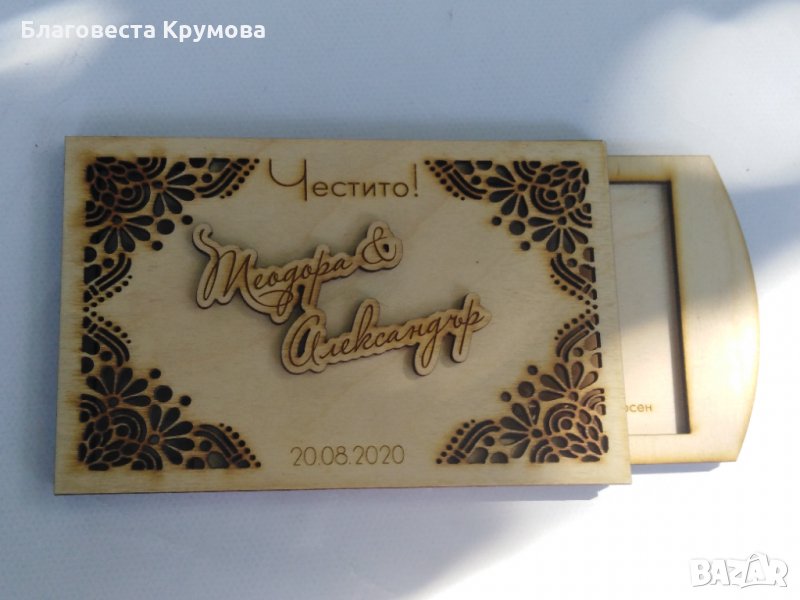 Благовеста Крумова
Честито!
Теодора &
Александър
20.08.2020
BAZAR